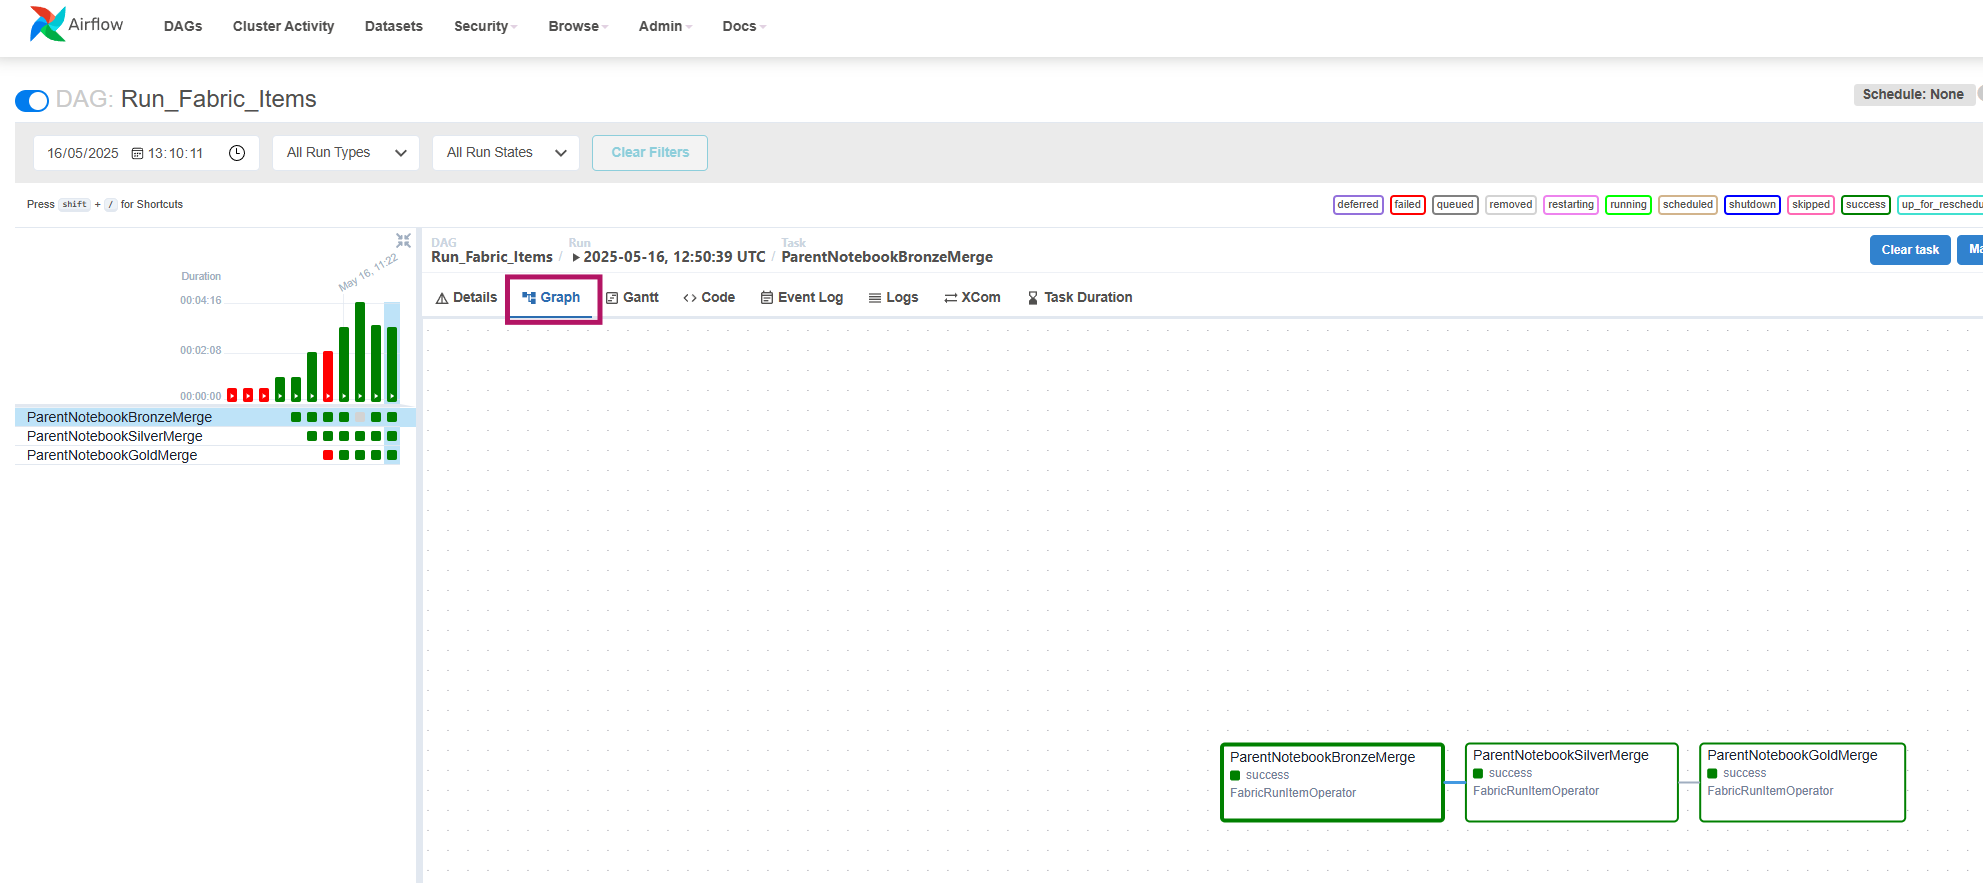 Airflow DAGs Cluster Activity Datasets Security Browse Admin Docs
DAG: Run_Fabric_Items
Schedule: None
16/05/2025 13:10:11 All Run Types All Run States Clear Filters
Press shift + / for Shortcuts
deferred failed queued removed restarting running scheduled shutdown skipped success up_for_reschedu
DAG Run Task
Run_Fabric_Items / 2025-05-16, 12:50:39 UTC / ParentNotebookBronzeMerge
Clear task Ma
Details Graph Gantt Code Event Log Logs XCom Task Duration
May 16, 11:22
Duration
00:04:16
00:02:08
00:00:00
ParentNotebookBronzeMerge
ParentNotebookSilverMerge
ParentNotebookGoldMerge
ParentNotebookBronzeMerge
success
FabricRunItemOperator
ParentNotebookSilverMerge
success
FabricRunItemOperator
ParentNotebookGoldMerge
success
FabricRunItemOperator